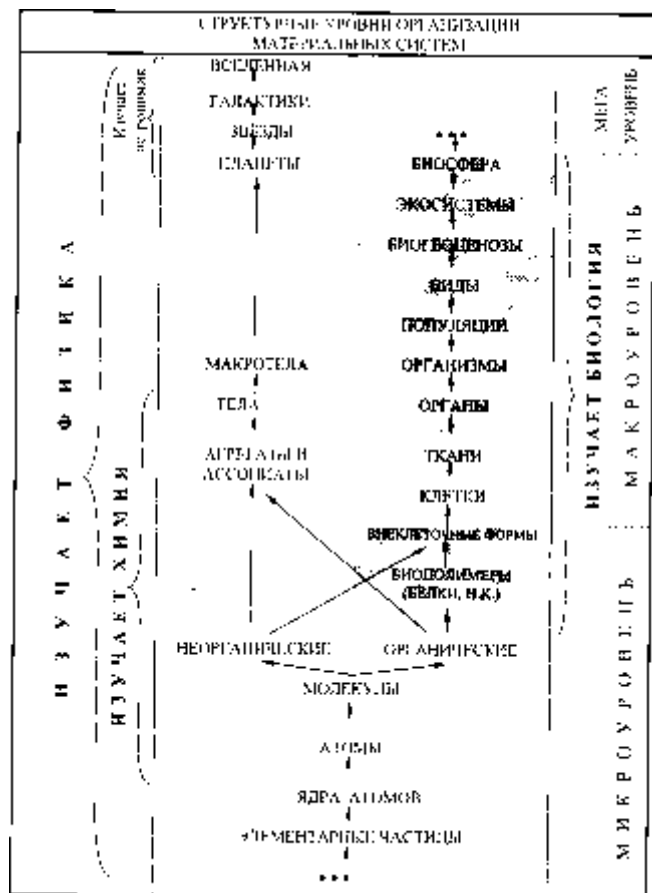 СТРУКТУРНЫЕ УРОВНИ ОРГАНИЗАЦИИ
МАТЕРИАЛЬНЫХ СИСТЕМ
ВСЕЛЕННАЯ
ГАЛАКТИКИ
ЗВЕЗДЫ
ПЛАНЕТЫ
МАКРОТЕЛА
ТЕЛА
АГРЕГАТЫ И
АССОЦИАТЫ
•••
БИОСФЕРА
ЭКОСИСТЕМЫ
БИОГЕОЦЕНОЗЫ
ВИДЫ
ПОПУЛЯЦИИ
ОРГАНИЗМЫ
ОРГАНЫ
ТКАНИ
КЛЕТКИ
ВНЕКЛЕТОЧНЫЕ ФОРМЫ
БИОПОЛИМЕРЫ
(БЕЛКИ, Н.К.)
НЕОРГАНИЧЕСКИЕ
ОРГАНИЧЕСКИЕ
МОЛЕКУЛЫ
АТОМЫ
ЯДРА АТОМОВ
ЭЛЕМЕНТАРНЫЕ ЧАСТИЦЫ
•••
ИЗУЧАЕТ ФИЗИКА
ИЗУЧАЕТ ХИМИЯ
Изучает
ИЗУЧАЕТ БИОЛОГИЯ
МЕГА
УРОВЕНЬ
МАКРОУРОВЕНЬ
МИКРОУРОВЕНЬ